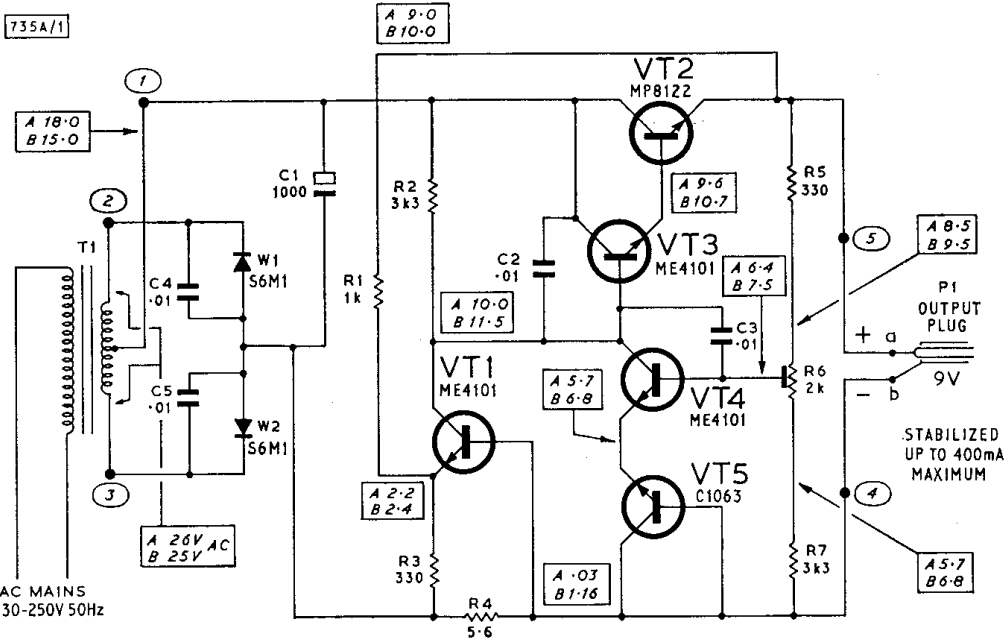 735A/1
A 9·0
B 10·0
1
A 18·0
B 15·0
VT2
MP8122
C1
1000
R2
3k3
R5
330
A 9·6
B 10·7
2
T1
W1
S6M1
C4
·01
C2
·01
VT3
ME4101
A 8·5
B 9·5
5
R1
1k
A 10·0
B 11·5
A 6·4
B 7·5
P1
OUTPUT
PLUG
C3
·01
+ a
VT1
ME4101
R6
2k
C5
·01
A 5·7
B 6·8
VT4
ME4101
− b
9V
W2
S6M1
STABILIZED
UP TO 400mA
MAXIMUM
3
A 2·2
B 2·4
VT5
C1063
4
A 26V AC
B 25V
R3
330
A ·03
B 1·16
R7
3k3
A 5·7
B 6·8
AC MAINS
30-250V 50Hz
R4
5·6